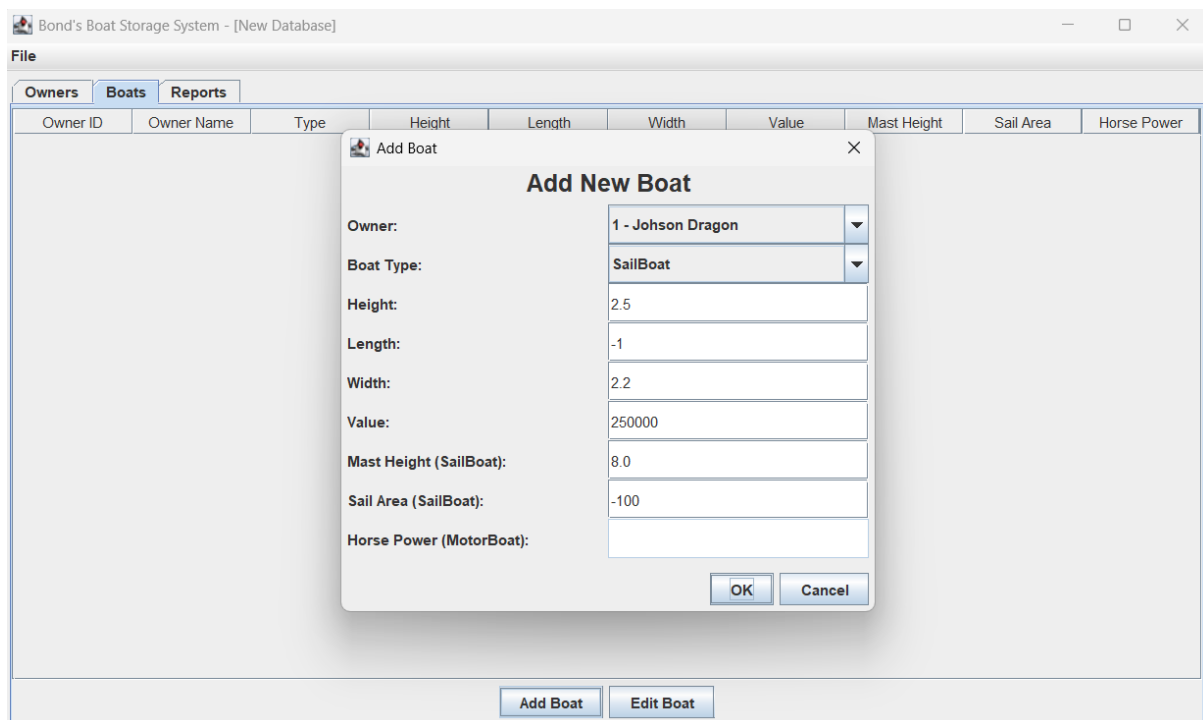 Bond's Boat Storage System - [New Database]
File
Owners Boats Reports
Owner ID Owner Name Type Height Length Width Value Mast Height Sail Area Horse Power
Add Boat
Add New Boat
Owner: 1 - Johson Dragon
Boat Type: SailBoat
Height: 2.5
Length: -1
Width: 2.2
Value: 250000
Mast Height (SailBoat): 8.0
Sail Area (SailBoat): -100
Horse Power (MotorBoat):
OK Cancel
Add Boat Edit Boat